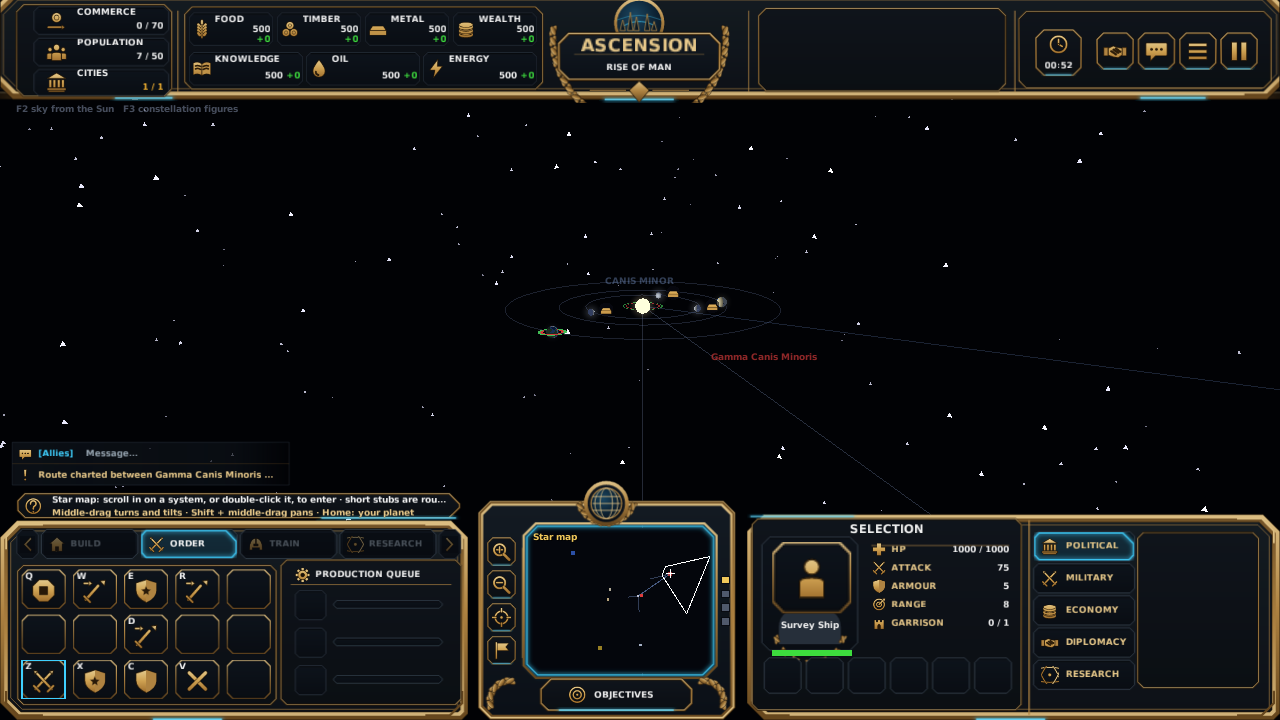 COMMERCE
0 / 70
POPULATION
7 / 50
CITIES
1 / 1
FOOD
500
+0
TIMBER
500
+0
METAL
500
+0
WEALTH
500
+0
KNOWLEDGE
500 +0
OIL
500 +0
ENERGY
500 +0
ASCENSION
RISE OF MAN
00:52
F2 sky from the Sun F3 constellation figures
CANIS MINOR
Gamma Canis Minoris
[Allies] Message...
! Route charted between Gamma Canis Minoris ...
Star map: scroll in on a system, or double-click it, to enter · short stubs are rou...
Middle-drag turns and tilts · Shift + middle-drag pans · Home: your planet
BUILD
ORDER
TRAIN
RESEARCH
Q
W
E
R
D
Z
X
C
V
PRODUCTION QUEUE
Star map
OBJECTIVES
SELECTION
Survey Ship
HP 1000 / 1000
ATTACK 75
ARMOUR 5
RANGE 8
GARRISON 0 / 1
POLITICAL
MILITARY
ECONOMY
DIPLOMACY
RESEARCH